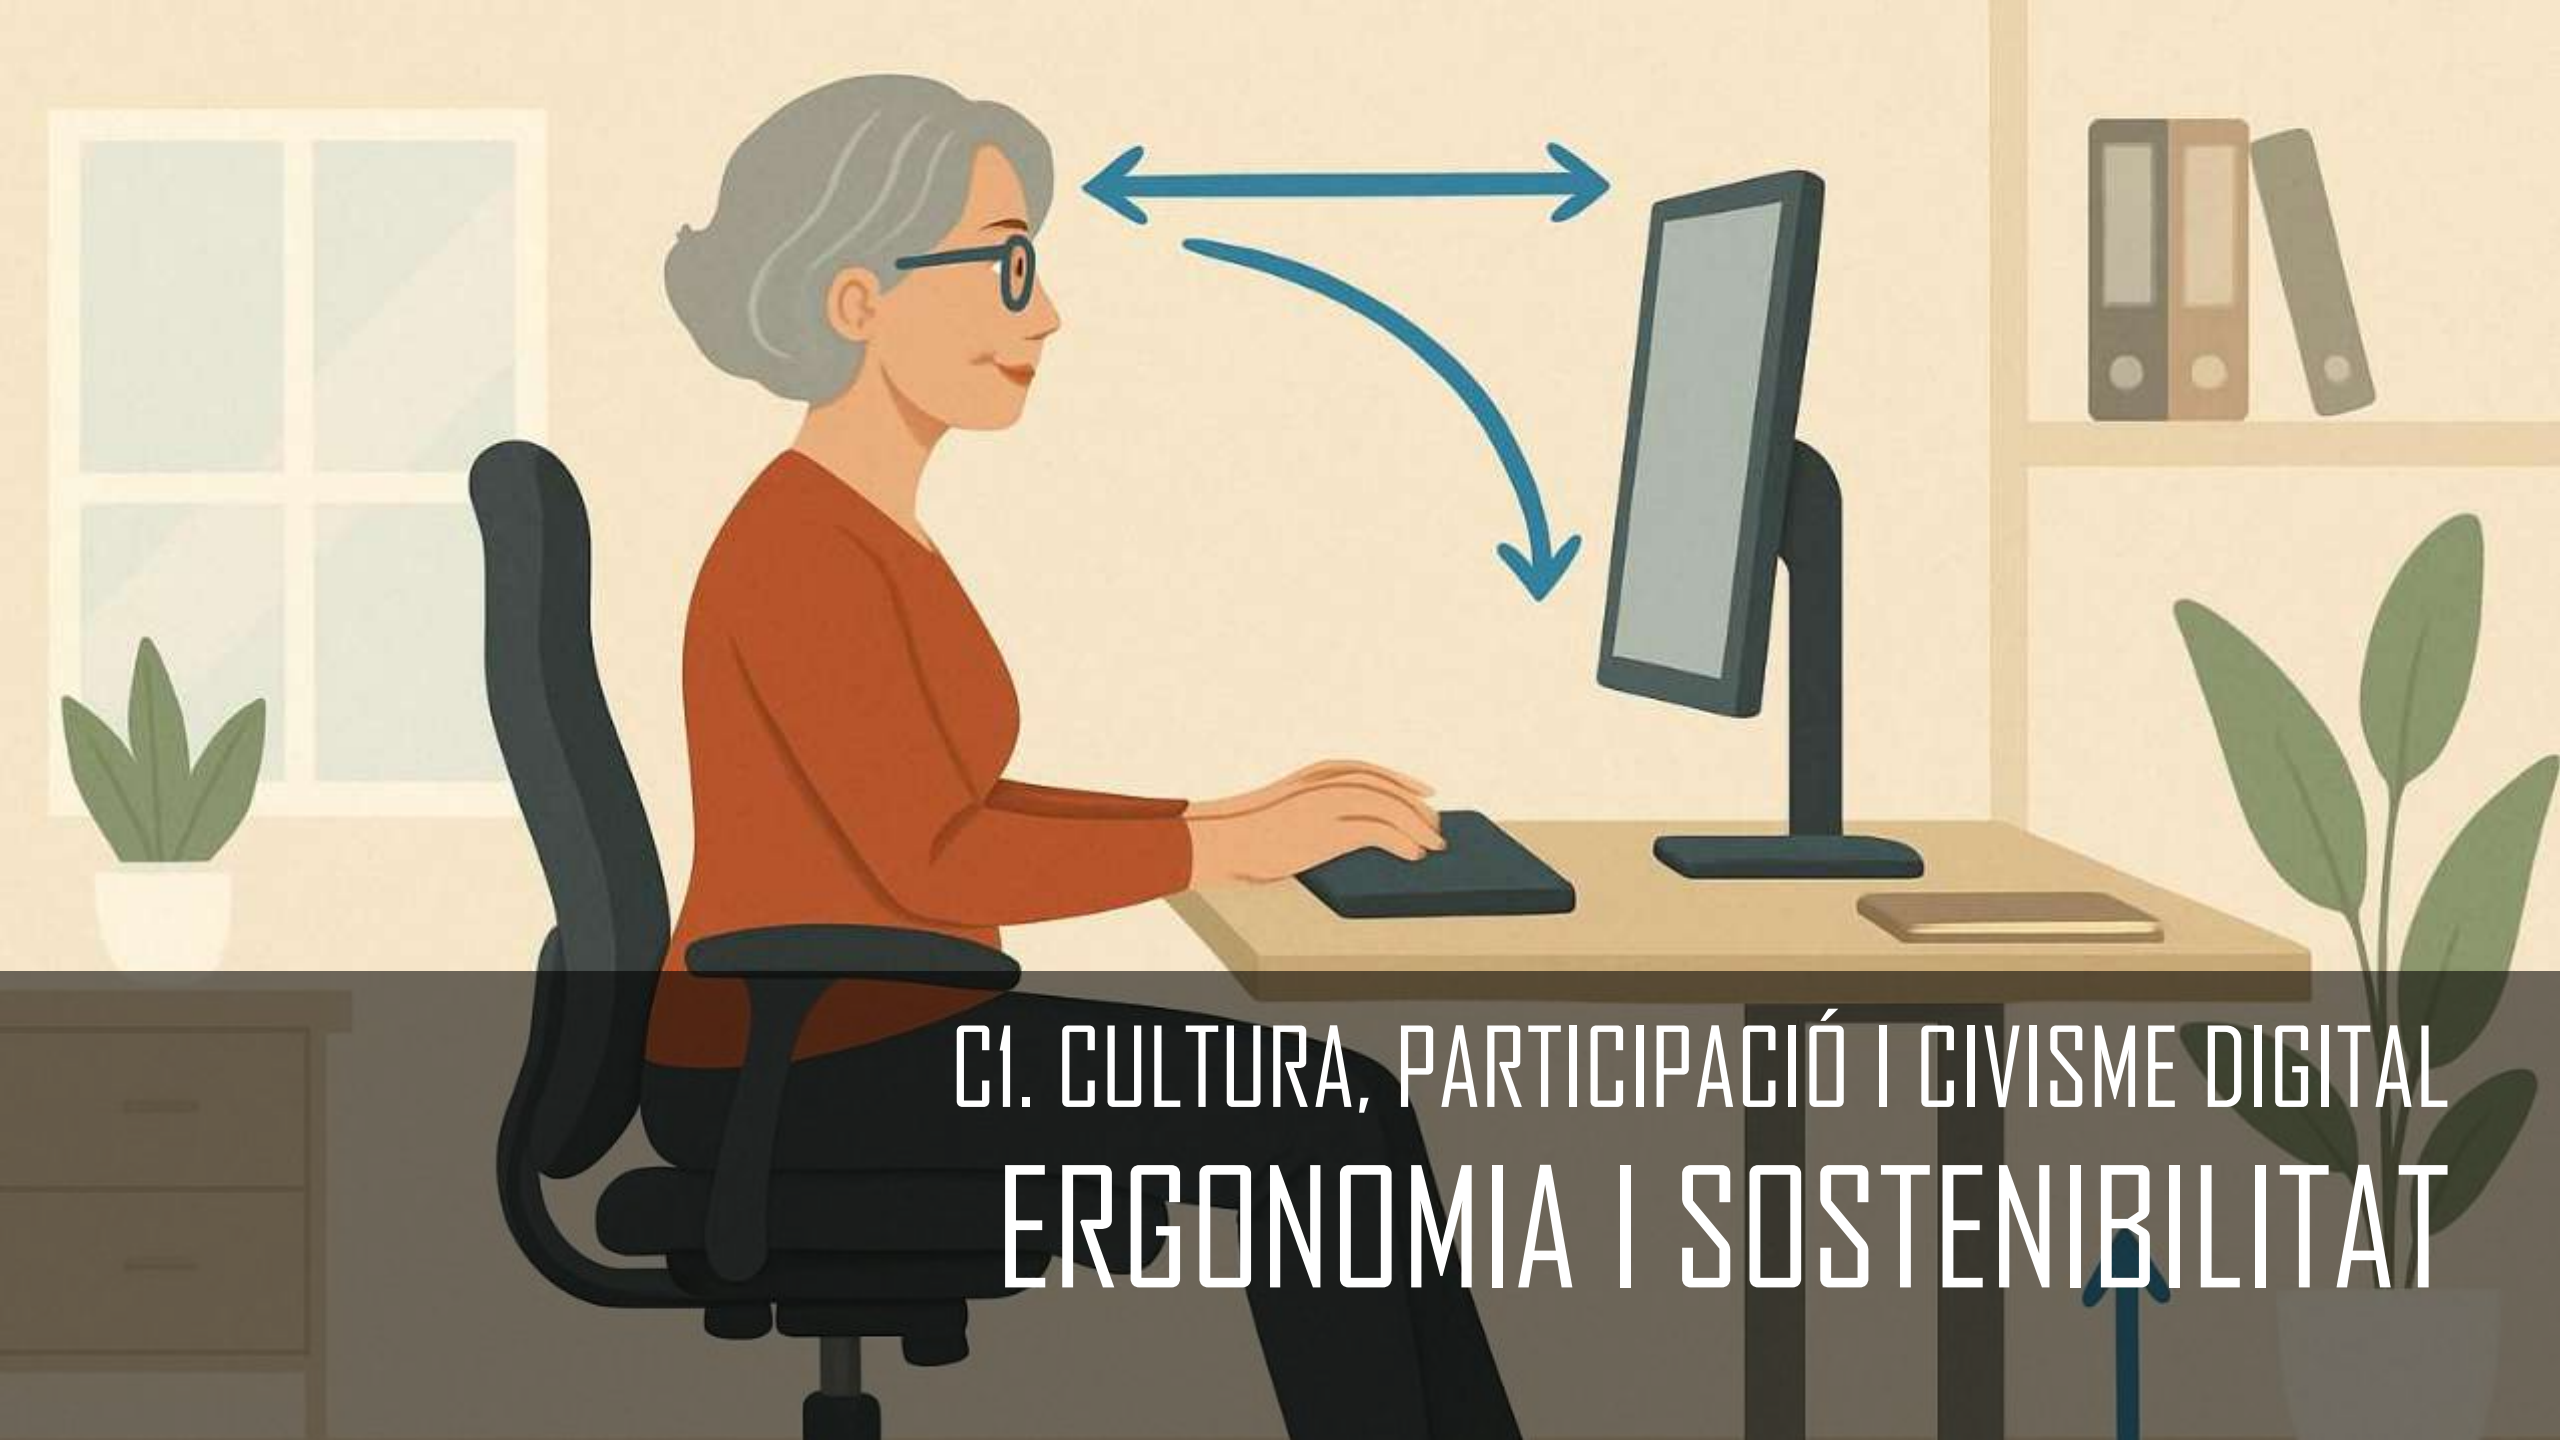 C1. CULTURA, PARTICIPACIÓ I CIVISME DIGITAL
ERGONOMIA I SOSTENIBILITAT